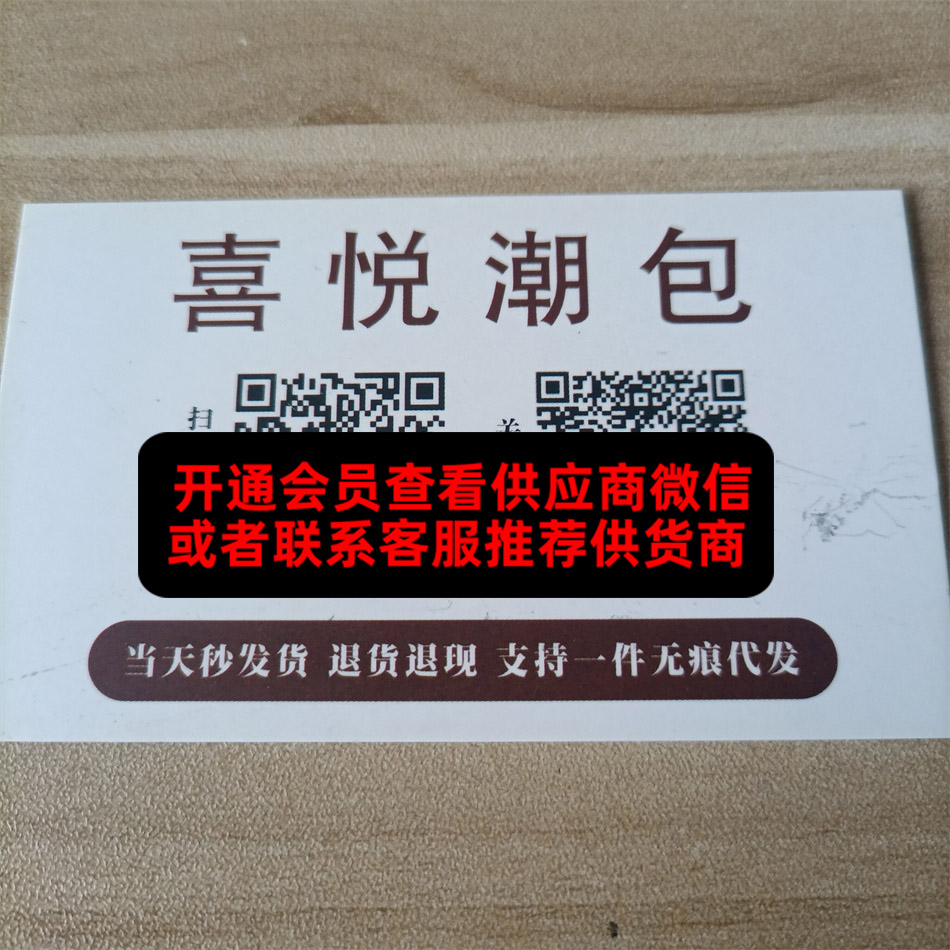 喜悦潮包
扫
开通会员查看供应商微信
或者联系客服推荐供货商
当天秒发货 退货退现 支持一件无痕代发